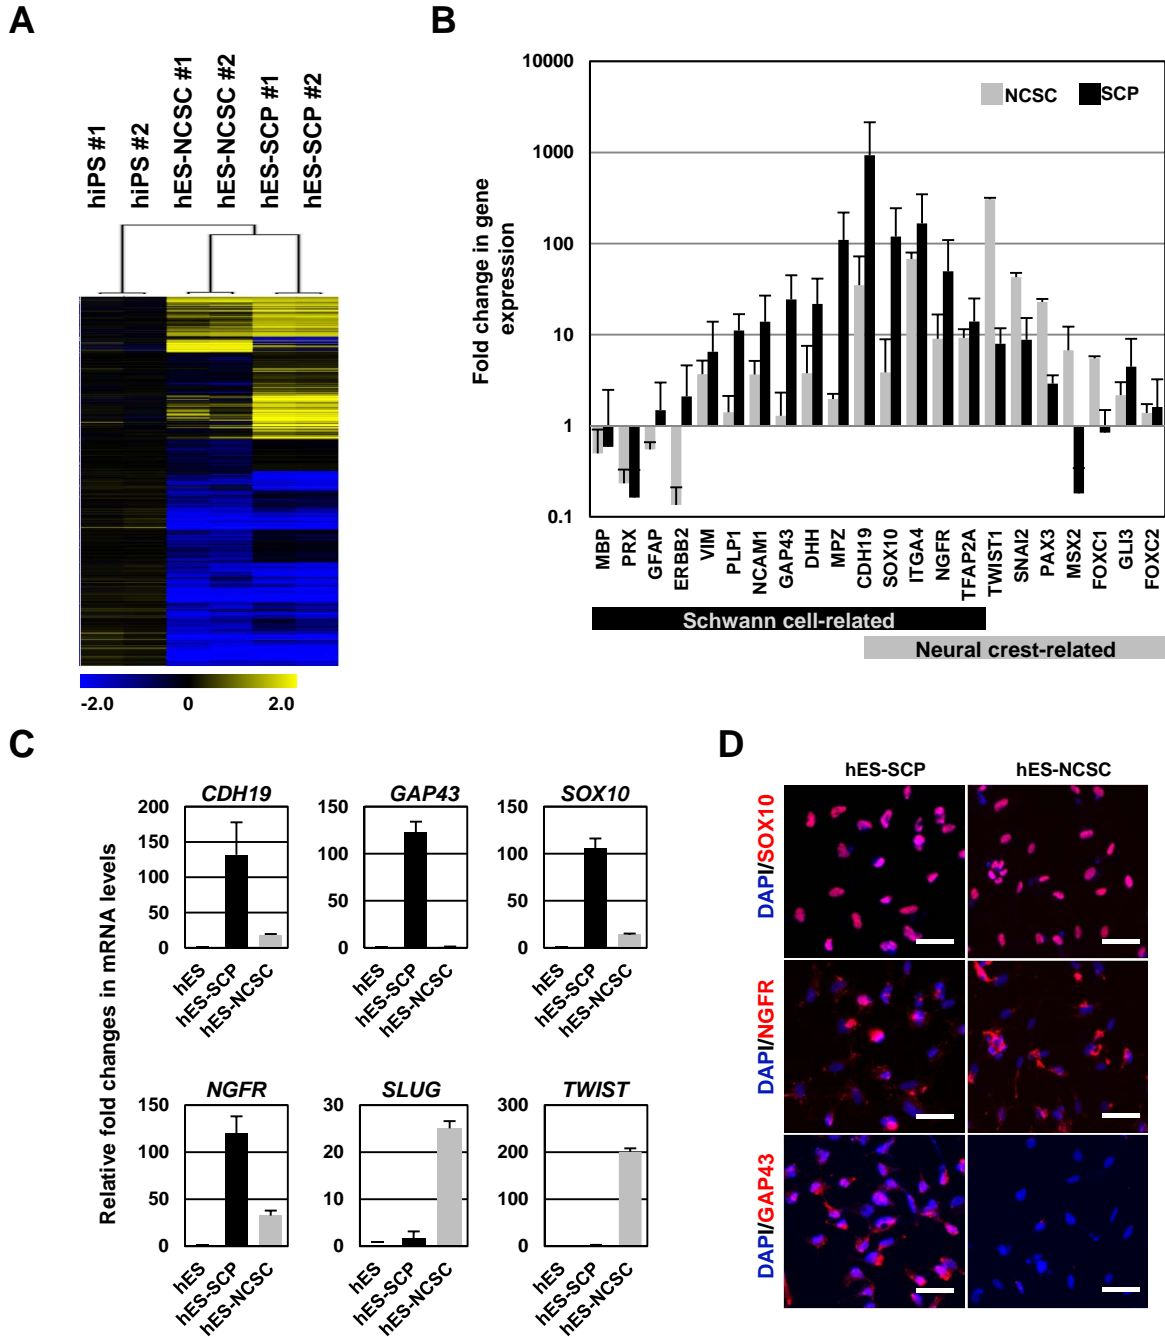 A
hiPS #1
hiPS #2
hES-NCSC #1
hES-NCSC #2
hES-SCP #1
hES-SCP #2
-2.0 0 2.0
B
Fold change in gene
expression
10000
1000
100
10
1
0.1
NCSC SCP
MBP
PRX
GFAP
ERBB2
VIM
PLP1
NCAM1
GAP43
DHH
MPZ
CDH19
SOX10
ITGA4
NGFR
TFAP2A
TWIST1
SNAI2
PAX3
MSX2
FOXC1
GLI3
FOXC2
Schwann cell-related
Neural crest-related
C
Relative fold changes in mRNA levels
CDH19
200
150
100
50
0
hES
hES-SCP
hES-NCSC
GAP43
150
100
50
0
hES
hES-SCP
hES-NCSC
SOX10
150
100
50
0
hES
hES-SCP
hES-NCSC
NGFR
150
100
50
0
hES
hES-SCP
hES-NCSC
SLUG
30
20
10
0
hES
hES-SCP
hES-NCSC
TWIST
300
200
100
0
hES
hES-SCP
hES-NCSC
D
hES-SCP hES-NCSC
DAPI/SOX10
DAPI/NGFR
DAPI/GAP43